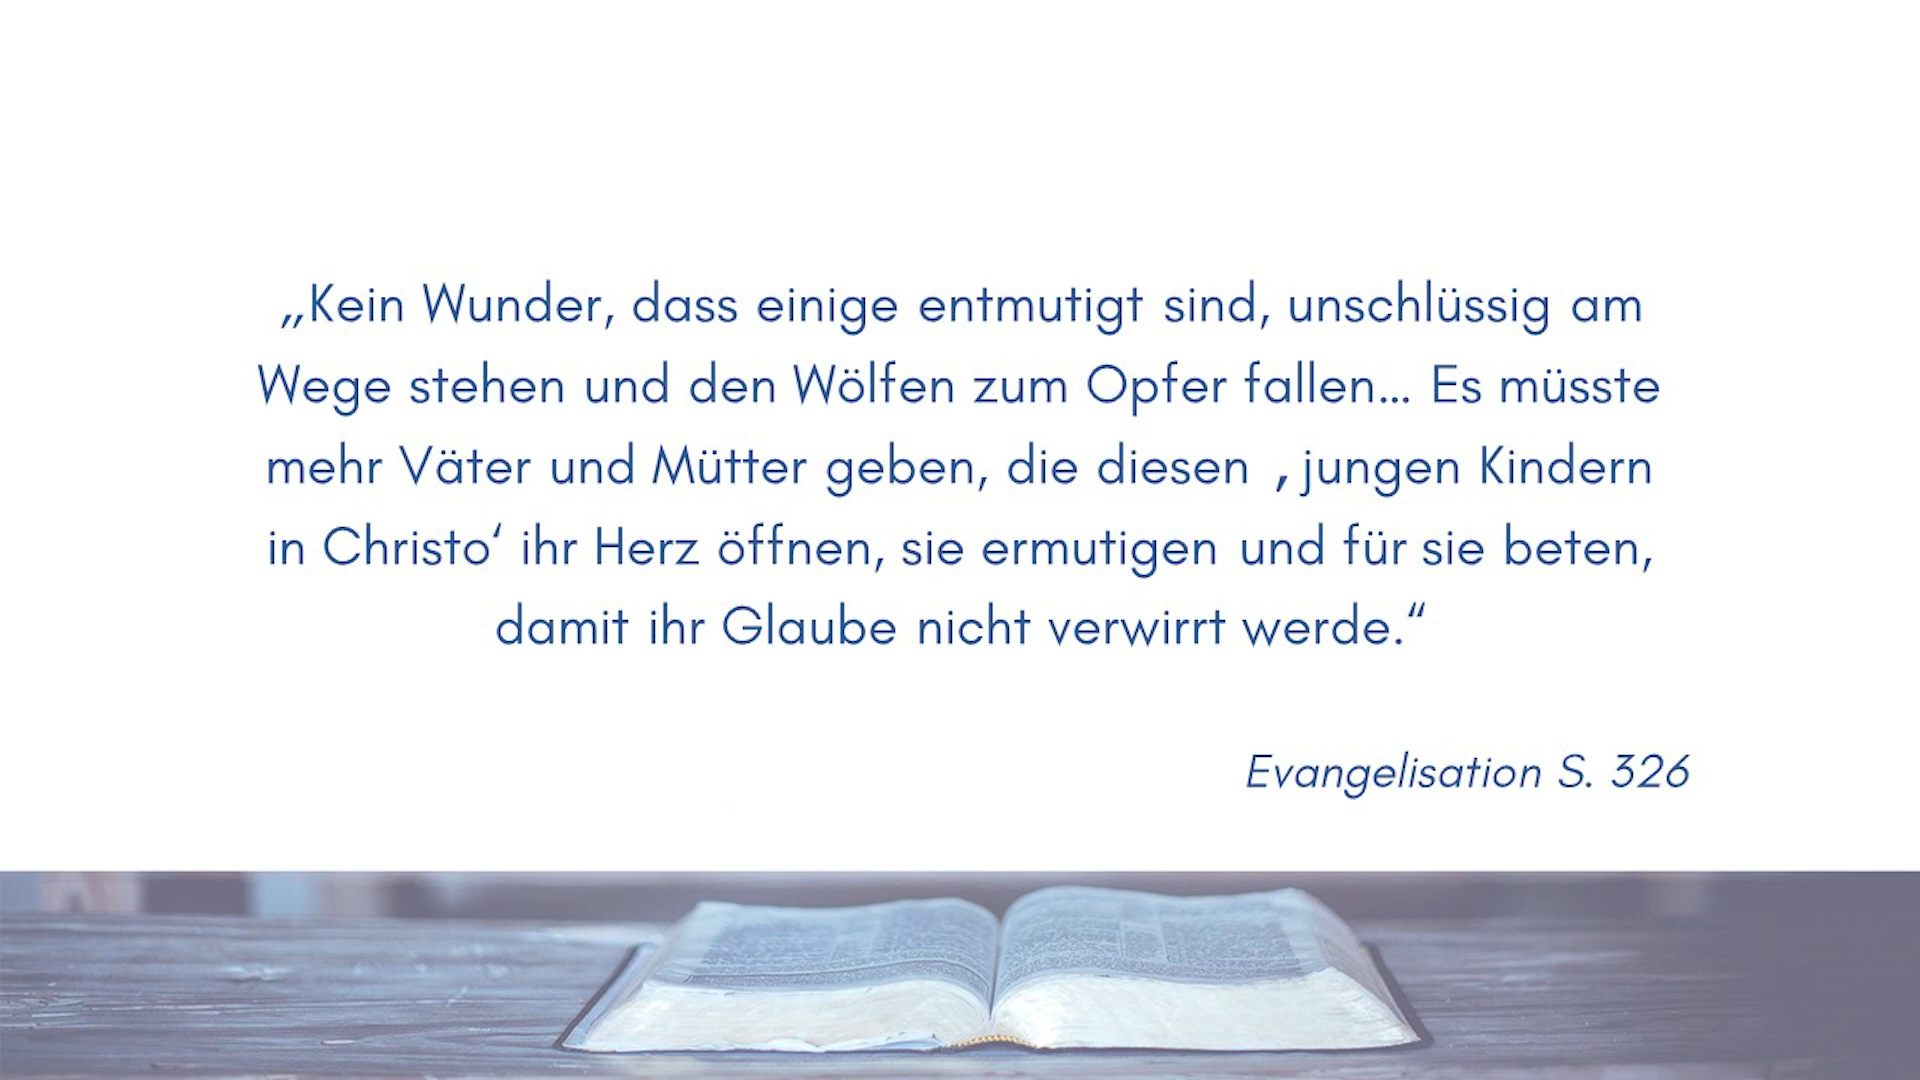 „Kein Wunder, dass einige entmutigt sind, unschlüssig am
Wege stehen und den Wölfen zum Opfer fallen... Es müsste
mehr Väter und Mütter geben, die diesen ‚ jungen Kindern
in Christo‘ ihr Herz öffnen, sie ermutigen und für sie beten,
damit ihr Glaube nicht verwirrt werde.“
Evangelisation S. 326